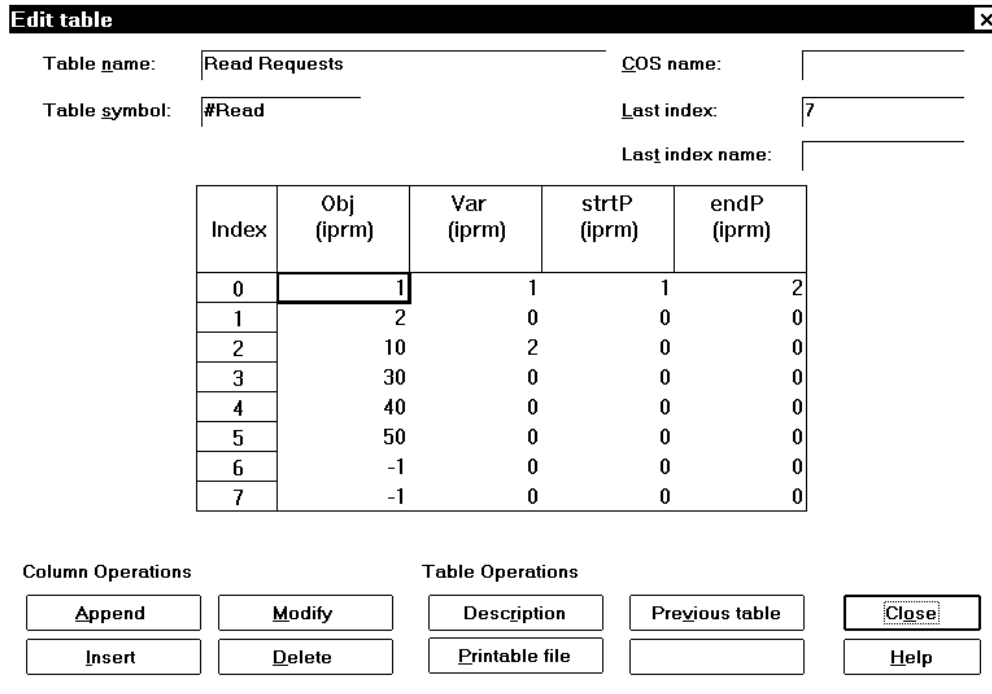 Edit table
Table name: Read Requests COS name:
Table symbol: #Read Last index: 7
Last index name:
Index Obj (iprm) Var (iprm) strtP (iprm) endP (iprm)
0 1 1 1 2
1 2 0 0 0
2 10 2 0 0
3 30 0 0 0
4 40 0 0 0
5 50 0 0 0
6 -1 0 0 0
7 -1 0 0 0
Column Operations Table Operations
Append Modify Description Previous table Close
Insert Delete Printable file Help